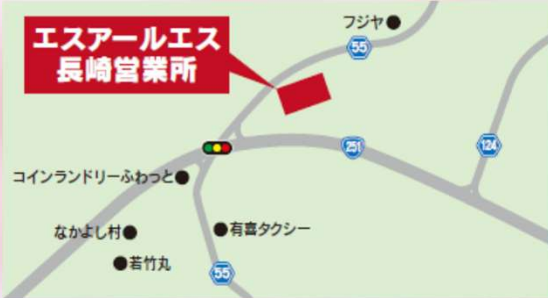 エスアールエス
長崎営業所
フジヤ
55
251
124
コインランドリーふわっと
なかよし村
有喜タクシー
若竹丸
55